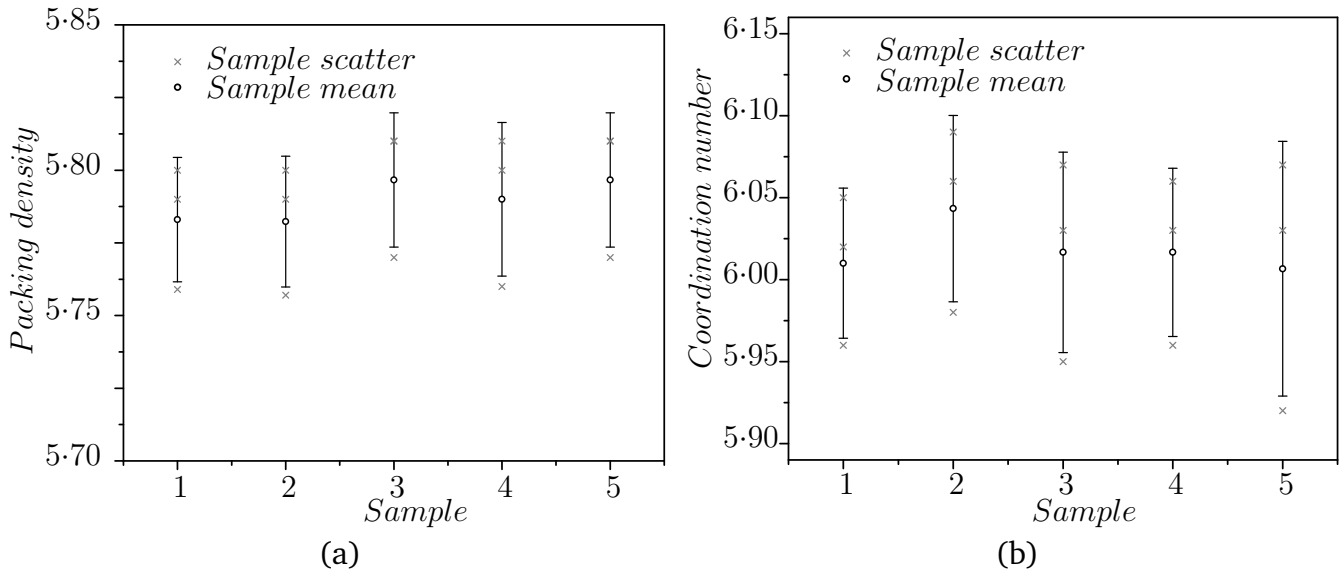 5·85
5·80
5·75
5·70
Packing density
Sample scatter
Sample mean
1 2 3 4 5
Sample
(a)
6·15
6·10
6·05
6·00
5·95
5·90
Coordination number
Sample scatter
Sample mean
1 2 3 4 5
Sample
(b)